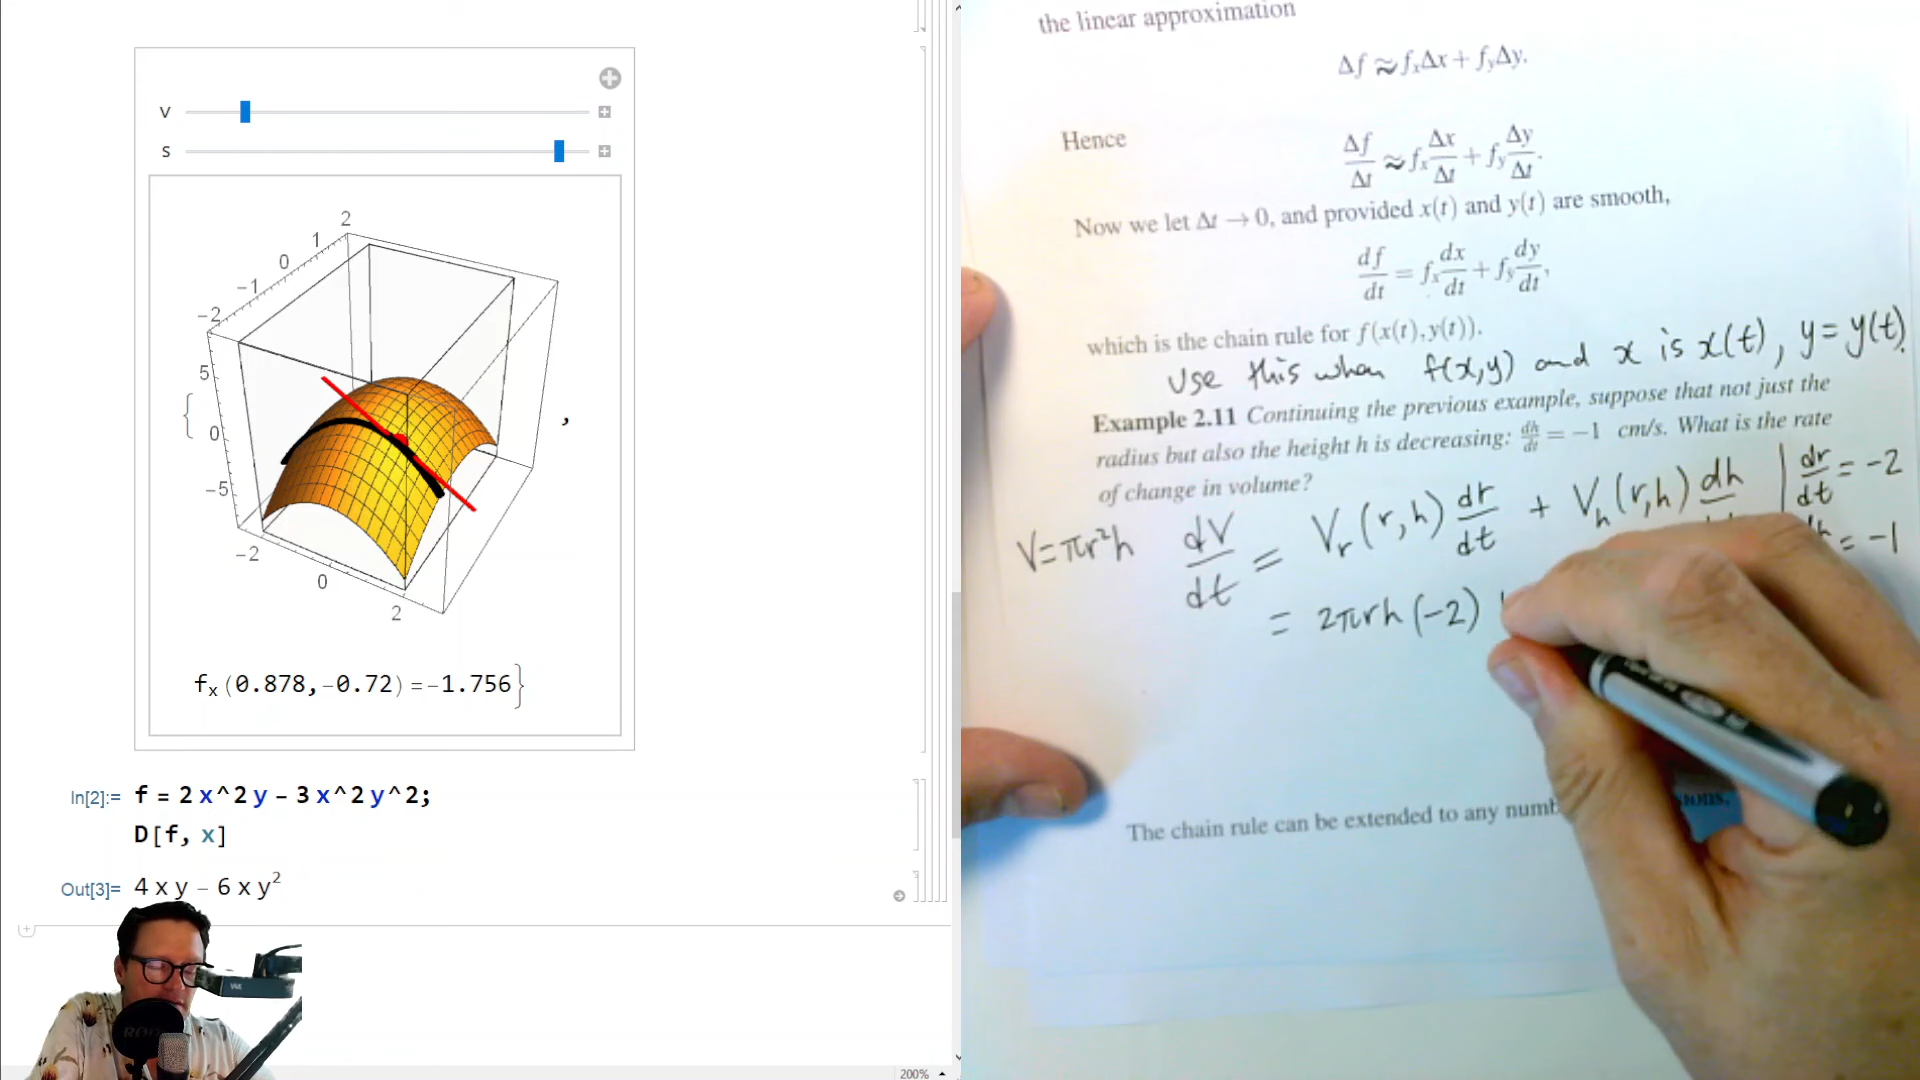 v
s
2
1
0
-1
-2
5
0
-5
-2
0
2
{
,
fx (0.878,-0.72) =-1.756}
In[2]:= f = 2 x^2 y - 3 x^2 y^2;
D[f, x]
Out[3]= 4 x y - 6 x y²
RØDE
200%
the linear approximation
Δf ≈ fxΔx + fyΔy.
Hence
Δf/Δt ≈ fx Δx/Δt + fy Δy/Δt.
Now we let Δt → 0, and provided x(t) and y(t) are smooth,
df/dt = fx dx/dt + fy dy/dt,
which is the chain rule for f(x(t),y(t)).
Use this when f(x,y) and x is x(t), y = y(t).
Example 2.11 Continuing the previous example, suppose that not just the
radius but also the height h is decreasing: dh/dt = -1 cm/s. What is the rate
of change in volume?
V=πr²h dV/dt = Vr(r,h) dr/dt + Vh(r,h) dh | dr/dt = -2
= -1
= 2πrh(-2)
The chain rule can be extended to any